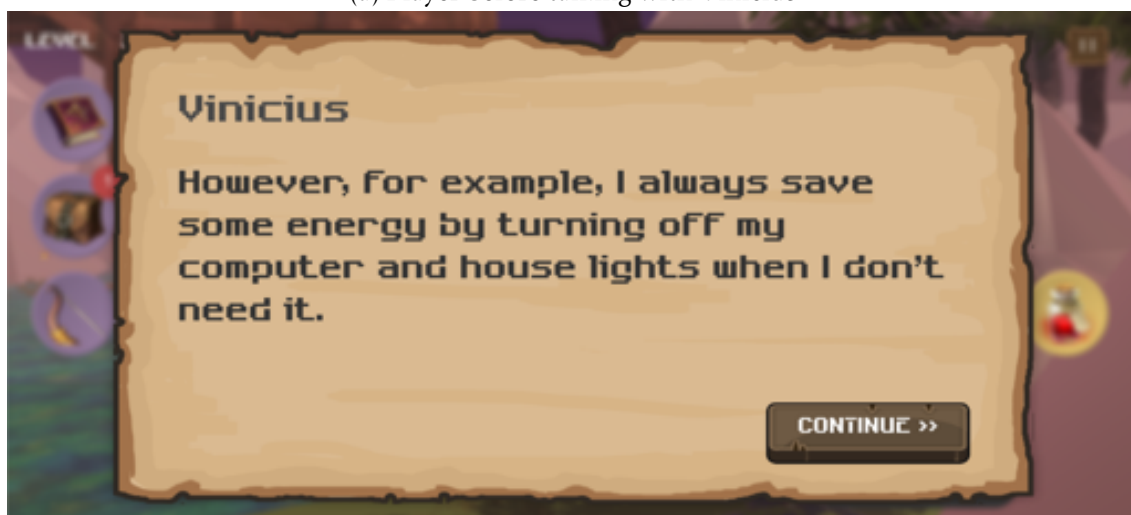 LEVEL
Vinicius
However, for example, I always save
some energy by turning off my
computer and house lights when I don't
need it.
CONTINUE >>